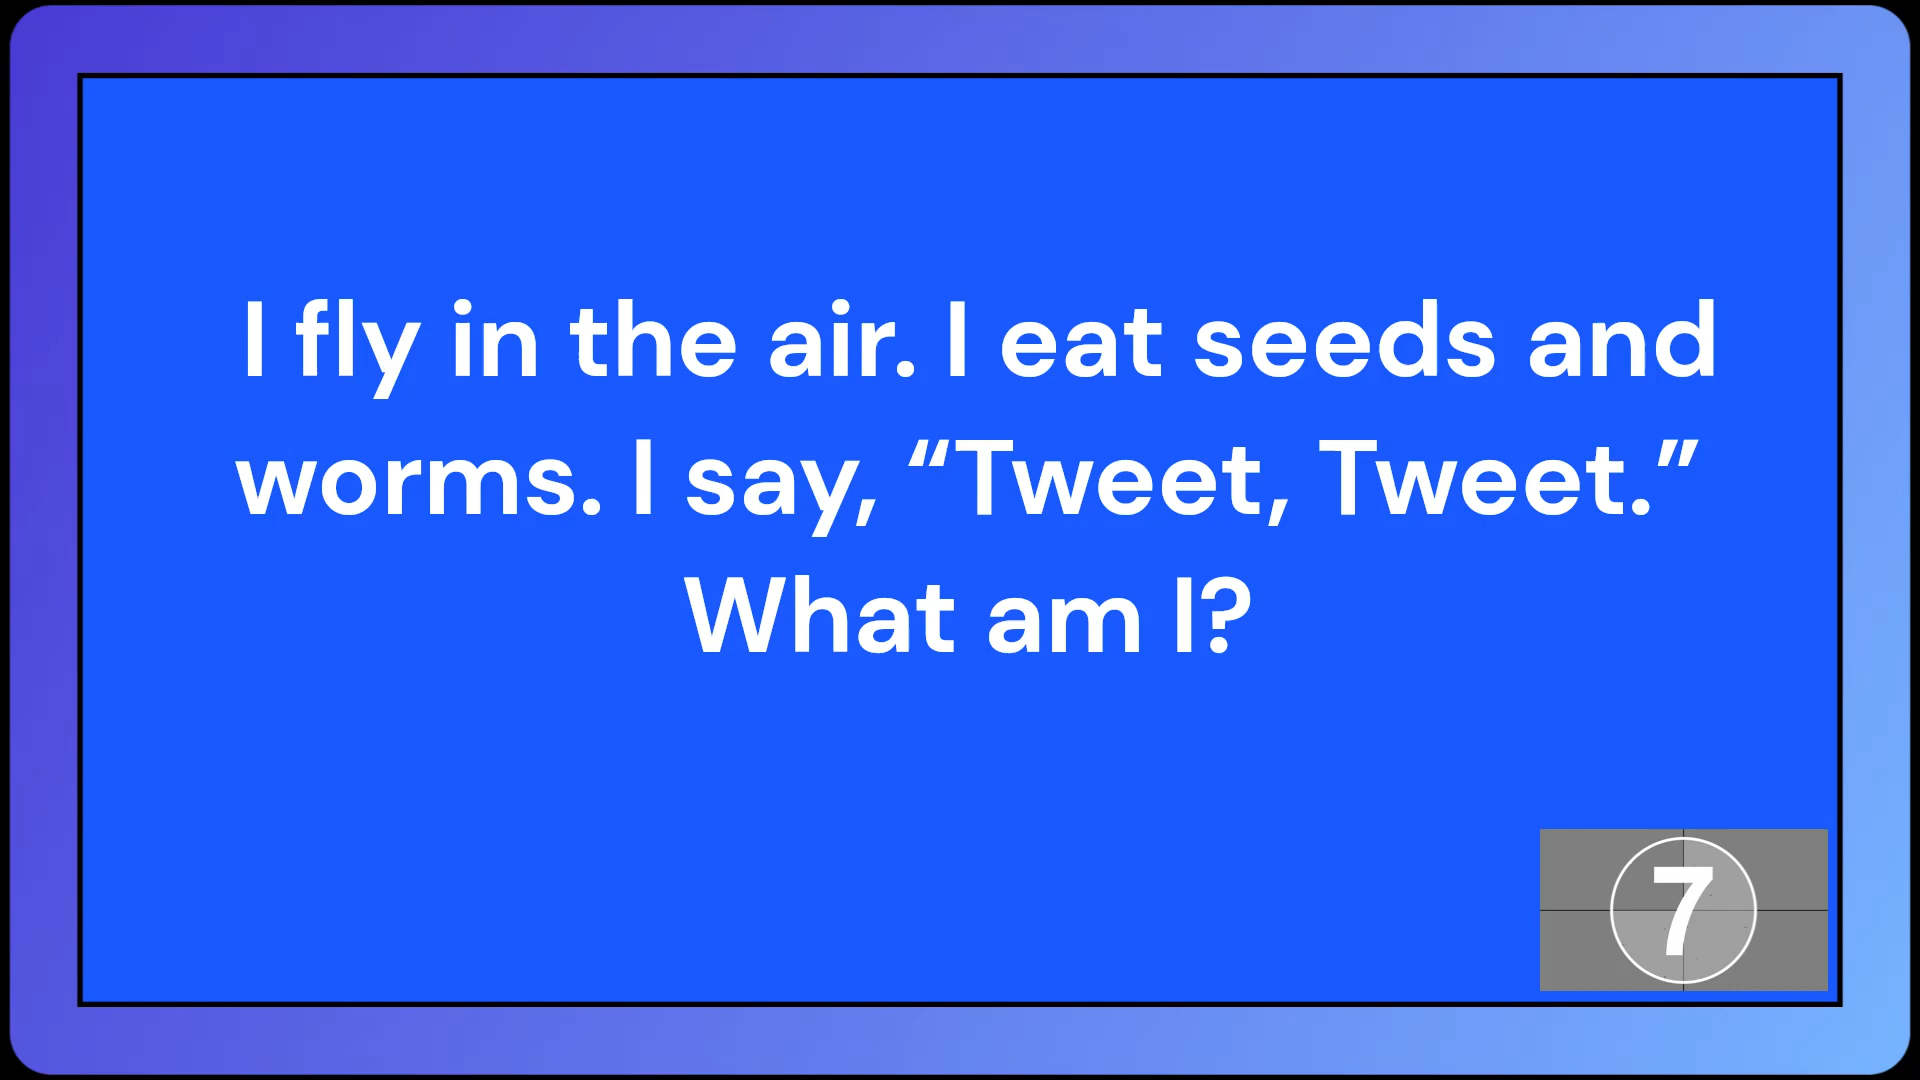 I fly in the air. I eat seeds and
worms. I say, “Tweet, Tweet.”
What am I?
7